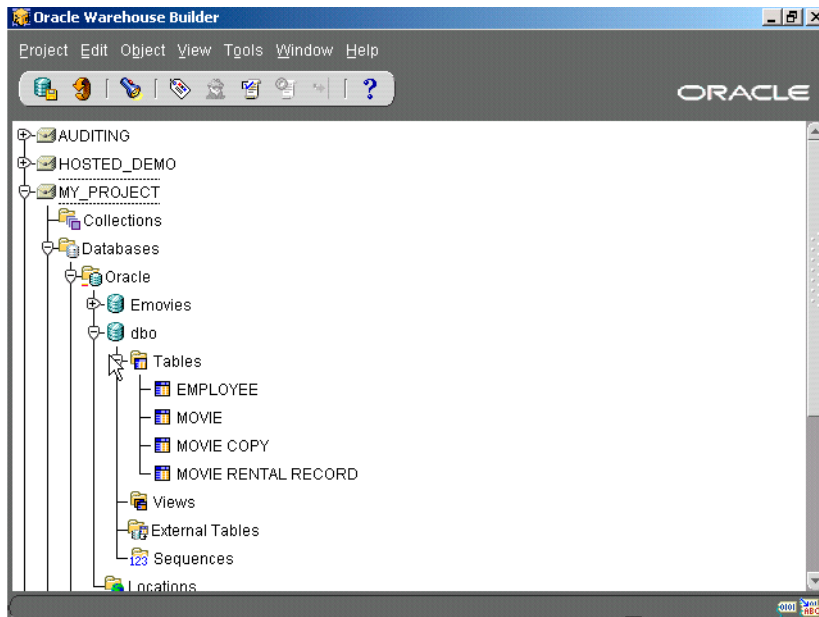 Oracle Warehouse Builder
Project Edit Object View Tools Window Help
?
ORACLE
AUDITING
HOSTED_DEMO
MY_PROJECT
Collections
Databases
Oracle
Emovies
dbo
Tables
EMPLOYEE
MOVIE
MOVIE COPY
MOVIE RENTAL RECORD
Views
External Tables
123 Sequences
Locations